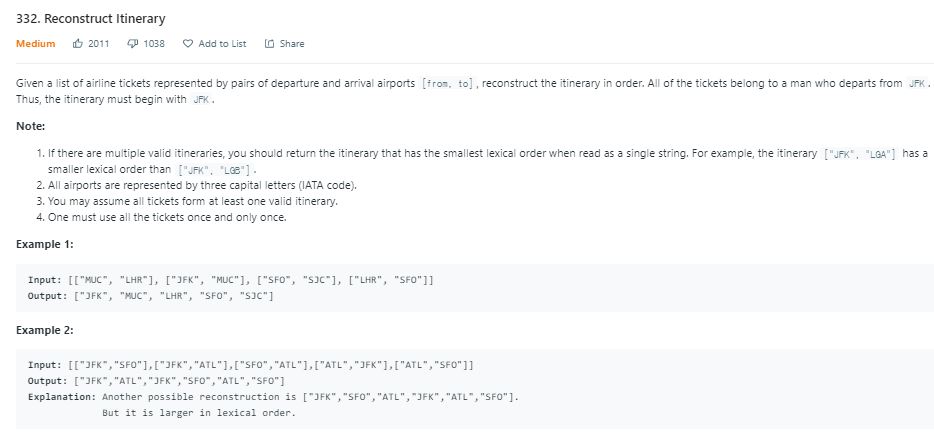 332. Reconstruct Itinerary
Medium 2011 1038 Add to List Share
Given a list of airline tickets represented by pairs of departure and arrival airports [from, to], reconstruct the itinerary in order. All of the tickets belong to a man who departs from JFK.
Thus, the itinerary must begin with JFK.
Note:
1. If there are multiple valid itineraries, you should return the itinerary that has the smallest lexical order when read as a single string. For example, the itinerary ["JFK", "LGA"] has a
smaller lexical order than ["JFK", "LGB"].
2. All airports are represented by three capital letters (IATA code).
3. You may assume all tickets form at least one valid itinerary.
4. One must use all the tickets once and only once.
Example 1:
Input: [["MUC", "LHR"], ["JFK", "MUC"], ["SFO", "SJC"], ["LHR", "SFO"]]
Output: ["JFK", "MUC", "LHR", "SFO", "SJC"]
Example 2:
Input: [["JFK","SFO"],["JFK","ATL"],["SFO","ATL"],["ATL","JFK"],["ATL","SFO"]]
Output: ["JFK","ATL","JFK","SFO","ATL","SFO"]
Explanation: Another possible reconstruction is ["JFK","SFO","ATL","JFK","ATL","SFO"].
But it is larger in lexical order.